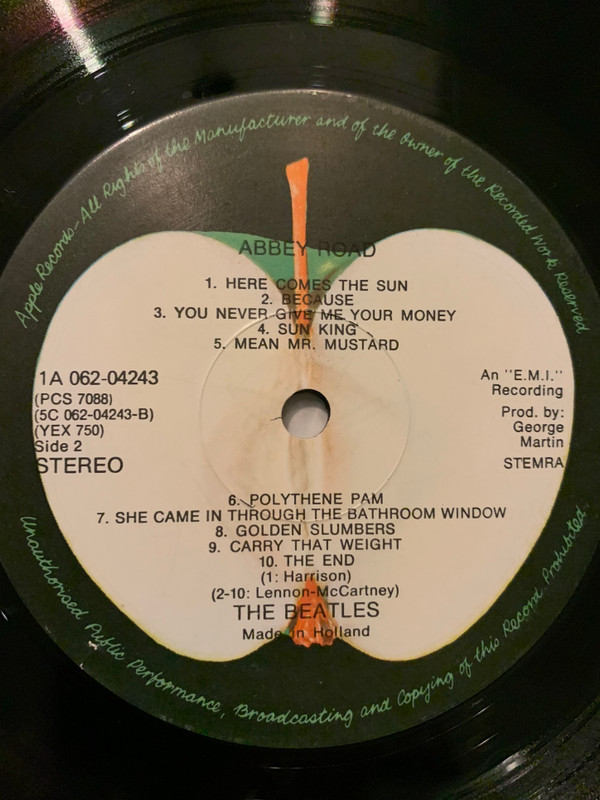 Apple Records-All Rights of the Manufacturer and of the Owner of the Recorded Work Reserved
ABBEY ROAD
1. HERE COMES THE SUN
2. BECAUSE
3. YOU NEVER GIVE ME YOUR MONEY
4. SUN KING
5. MEAN MR. MUSTARD
1A 062-04243
(PCS 7088)
(5C 062-04243-B)
(YEX 750)
Side 2
STEREO
An "E.M.I."
Recording
Prod. by:
George
Martin
STEMRA
6. POLYTHENE PAM
7. SHE CAME IN THROUGH THE BATHROOM WINDOW
8. GOLDEN SLUMBERS
9. CARRY THAT WEIGHT
10. THE END
(1: Harrison)
(2-10: Lennon-McCartney)
THE BEATLES
Made in Holland
Unauthorised Public Performance, Broadcasting and Copying of this Record Prohibited.